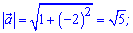 |a⃗| = √(1 + (−2)²) = √5;